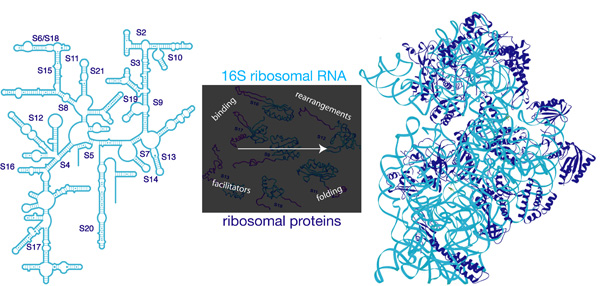 S2
S6/S18
S11
S10
S3
16S ribosomal RNA
S15
S21
S19
S8
S9
binding
rearrangements
S12
S7
S13
S16
S4
S5
S14
facilitators
folding
ribosomal proteins
S20
S17